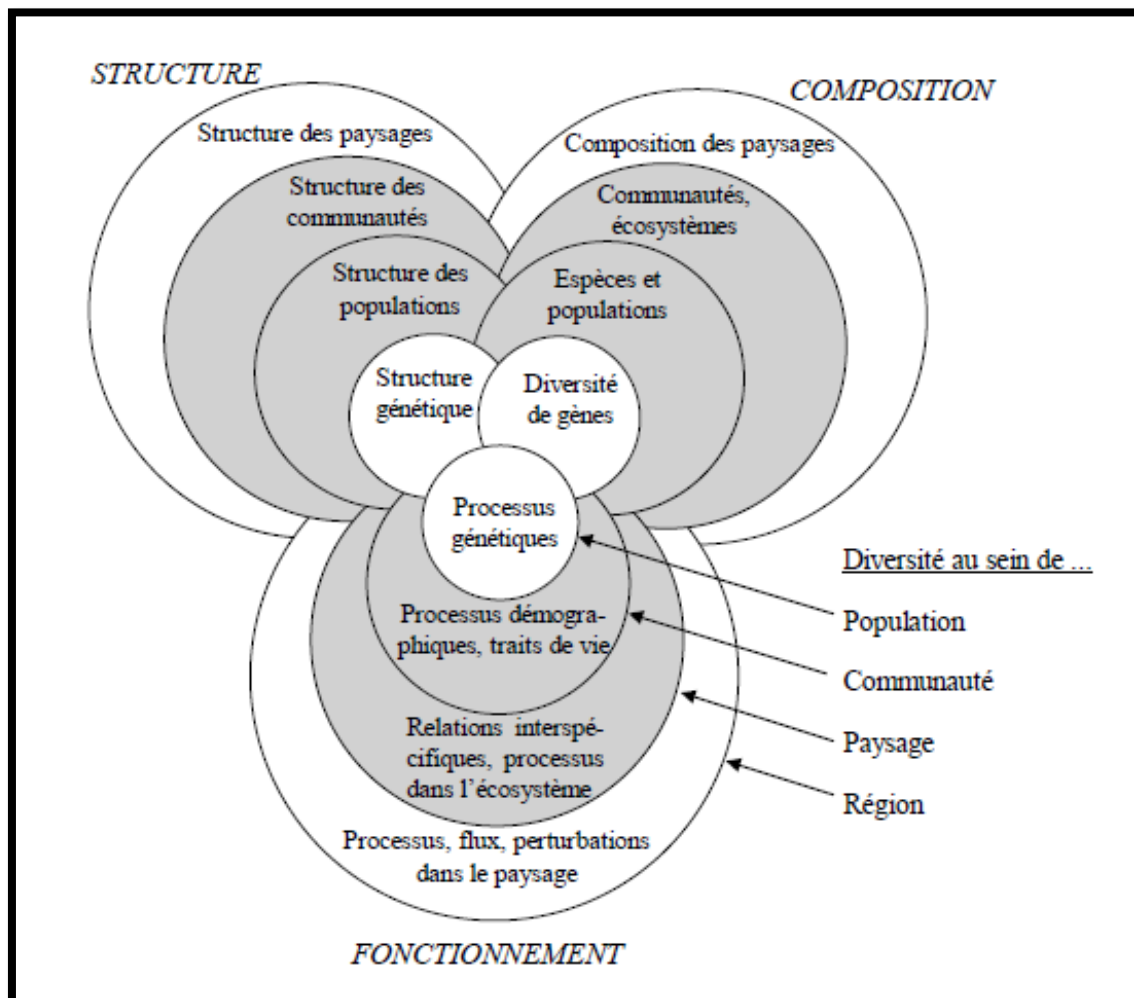 STRUCTURE
COMPOSITION
Structure des paysages
Structure des
communautés
Structure des
populations
Structure
génétique
Composition des paysages
Communautés,
écosystèmes
Espèces et
populations
Diversité
de gènes
Processus
génétiques
Processus démogra-
phiques, traits de vie
Relations interspé-
cifiques, processus
dans l’écosystème
Processus, flux, perturbations
dans le paysage
FONCTIONNEMENT
Diversité au sein de ...
Population
Communauté
Paysage
Région